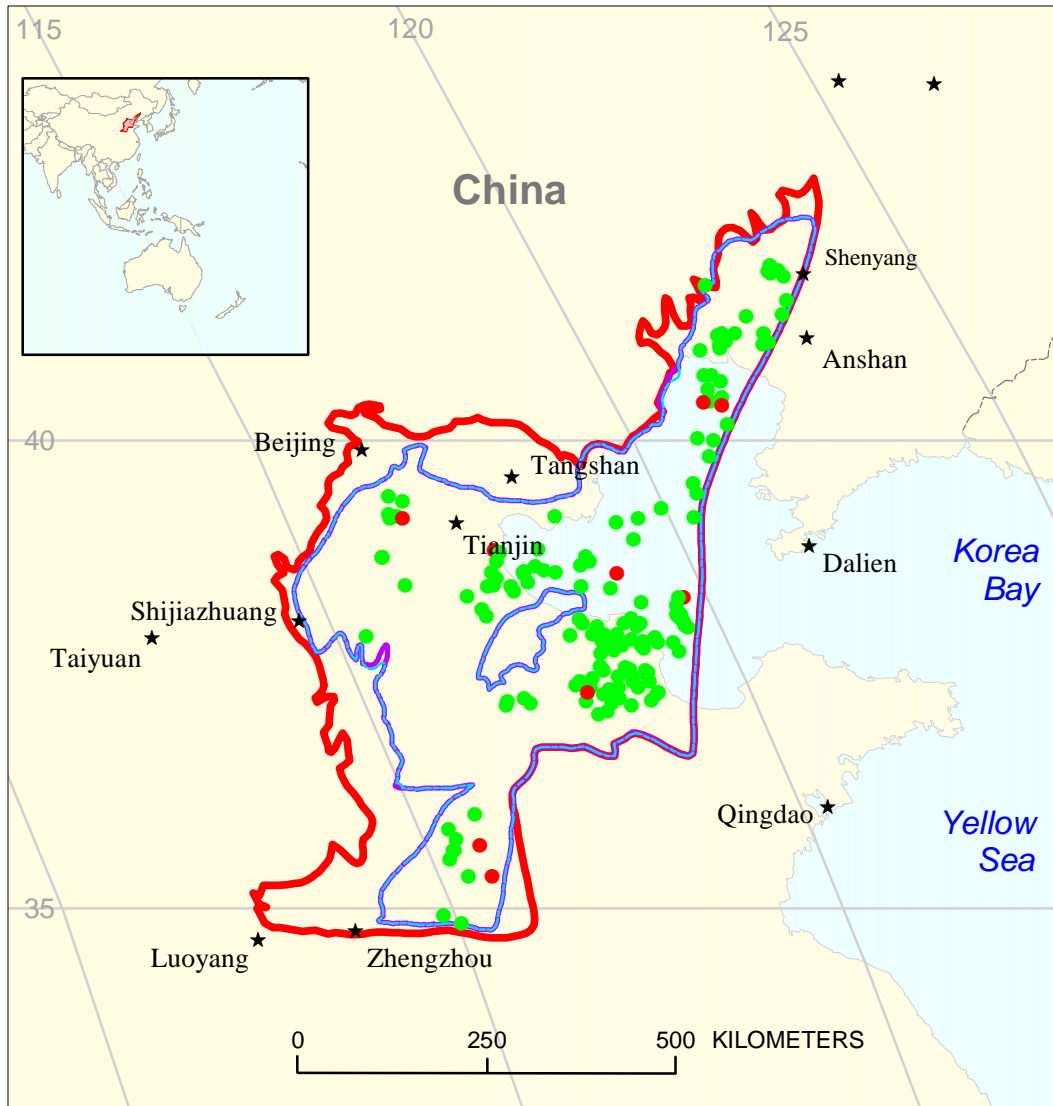 115
120
125
China
Shenyang
Anshan
40
Beijing
Tangshan
Tianjin
Dalien
Korea
Bay
Shijiazhuang
Taiyuan
Qingdao
Yellow
Sea
35
Luoyang
Zhengzhou
0 250 500 KILOMETERS